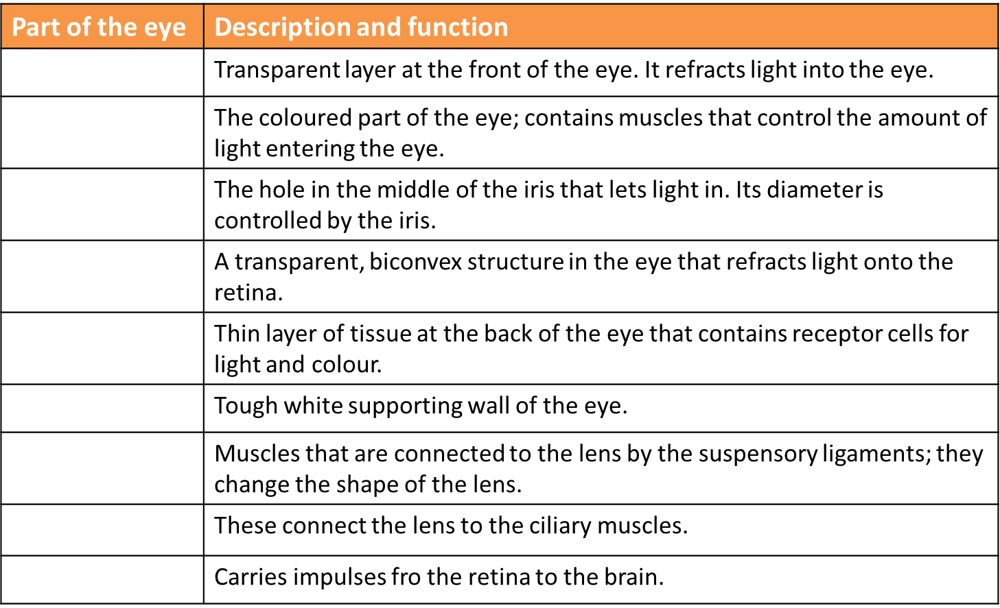 Part of the eye Description and function
Transparent layer at the front of the eye. It refracts light into the eye.
The coloured part of the eye; contains muscles that control the amount of
light entering the eye.
The hole in the middle of the iris that lets light in. Its diameter is
controlled by the iris.
A transparent, biconvex structure in the eye that refracts light onto the
retina.
Thin layer of tissue at the back of the eye that contains receptor cells for
light and colour.
Tough white supporting wall of the eye.
Muscles that are connected to the lens by the suspensory ligaments; they
change the shape of the lens.
These connect the lens to the ciliary muscles.
Carries impulses fro the retina to the brain.